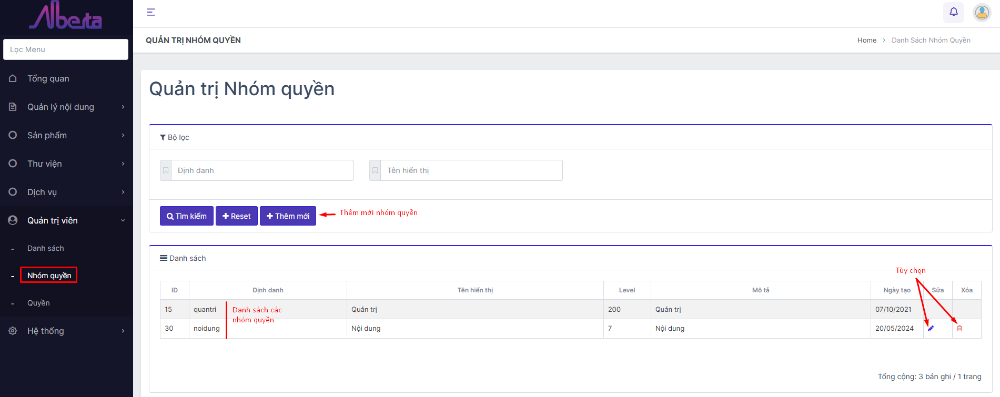 Alberta
Lọc Menu
Tổng quan
Quản lý nội dung
Sản phẩm
Thư viện
Dịch vụ
Quản trị viên
- Danh sách
- Nhóm quyền
- Quyền
Hệ thống
QUẢN TRỊ NHÓM QUYỀN
Home > Danh Sách Nhóm Quyền
Quản trị Nhóm quyền
Bộ lọc
Định danh
Tên hiển thị
Tìm kiếm
Reset
Thêm mới
Thêm mới nhóm quyền
Danh sách
Tùy chọn
ID Định danh Tên hiển thị Level Mô tả Ngày tạo Sửa Xóa
15 quantri Quản trị 200 Quản trị 07/10/2021
30 noidung Nội dung 7 Nội dung 20/05/2024
Danh sách các
nhóm quyền
Tổng cộng: 3 bản ghi / 1 trang